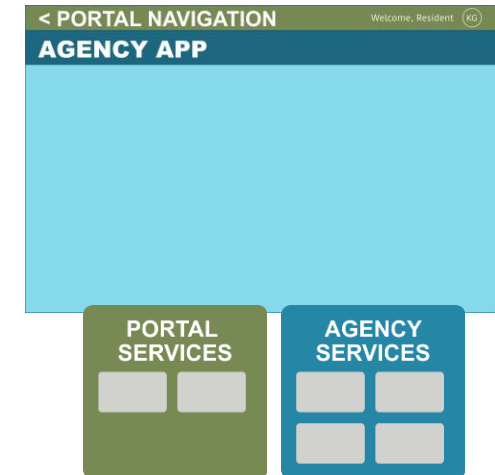 < PORTAL NAVIGATION
Welcome, Resident KG
AGENCY APP
PORTAL
SERVICES
AGENCY
SERVICES